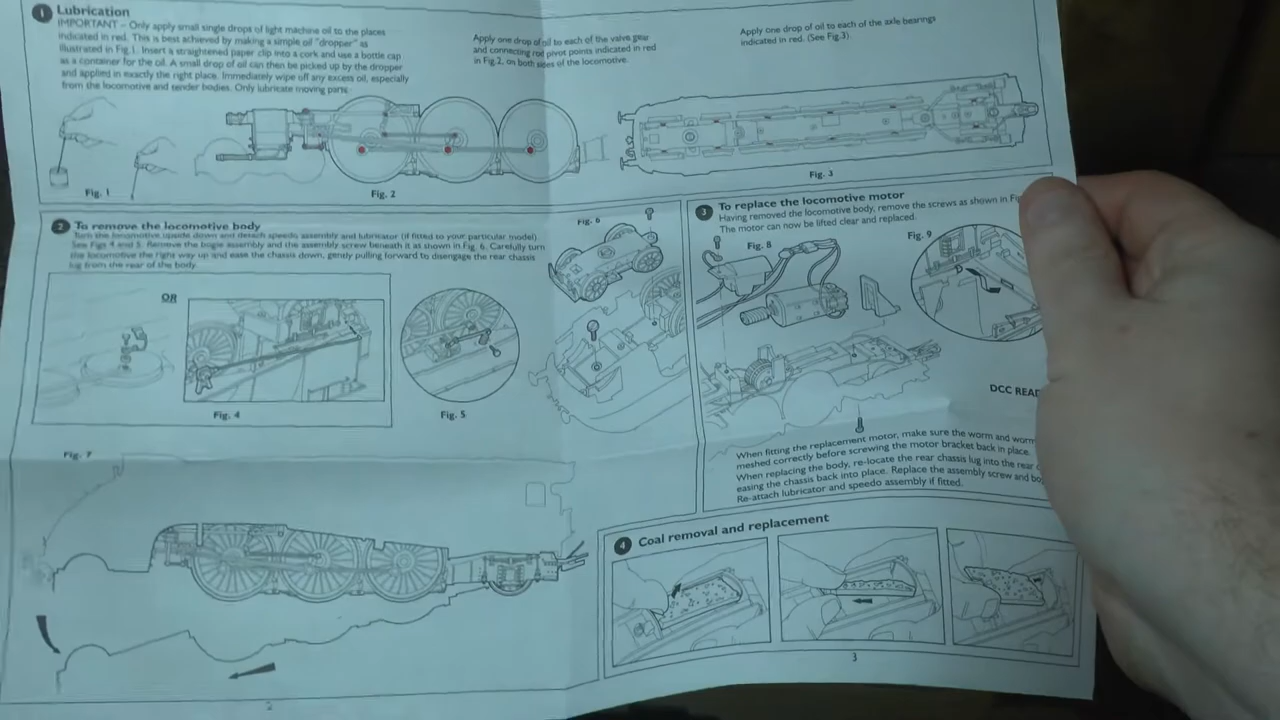 1 Lubrication
IMPORTANT – Only apply small single drops of light machine oil to the places
indicated in red. This is best achieved by making a simple oil "dropper" as
illustrated in Fig 1. Insert a straightened paper clip into a cork and use a bottle cap
as a container for the oil. A small drop of oil can then be picked up by the dropper
and applied in exactly the right place. Immediately wipe off any excess oil, especially
from the locomotive and tender bodies. Only lubricate moving parts
Apply one drop of oil to each of the valve gear
and connecting rod pivot points indicated in red
in Fig.2, on both sides of the locomotive.
Apply one drop of oil to each of the axle bearings
indicated in red. (See Fig.3)
Fig. 1
Fig. 2
Fig. 3
2 To remove the locomotive body
Turn the locomotive upside down and detach speedo assembly and lubricator (if fitted to your particular model).
See Figs 4 and 5. Remove the bogie assembly and the assembly screw beneath it as shown in Fig. 6. Carefully turn
the locomotive the right way up and ease the chassis down, gently pulling forward to disengage the rear chassis
lug from the rear of the body.
OR
Fig. 4
Fig. 5
Fig. 6
Fig. 7
2
3 To replace the locomotive motor
Having removed the locomotive body, remove the screws as shown in Fig
The motor can now be lifted clear and replaced.
Fig. 8
Fig. 9
DCC REA
When fitting the replacement motor, make sure the worm and worm
meshed correctly before screwing the motor bracket back in place.
When replacing the body, re-locate the rear chassis lug into the rear
easing the chassis back into place. Replace the assembly screw and bo
Re-attach lubricator and speedo assembly if fitted.
4 Coal removal and replacement
3